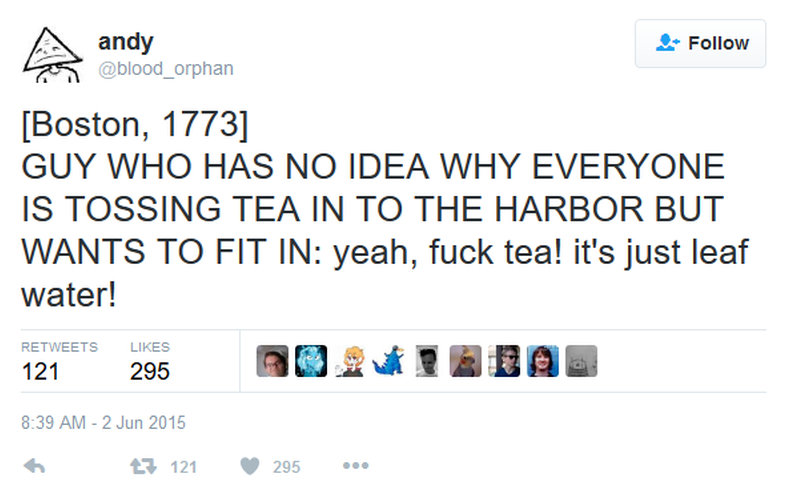 andy
@blood_orphan
Follow
[Boston, 1773]
GUY WHO HAS NO IDEA WHY EVERYONE
IS TOSSING TEA IN TO THE HARBOR BUT
WANTS TO FIT IN: yeah, fuck tea! it's just leaf
water!
RETWEETS LIKES
121 295
8:39 AM - 2 Jun 2015
121 295